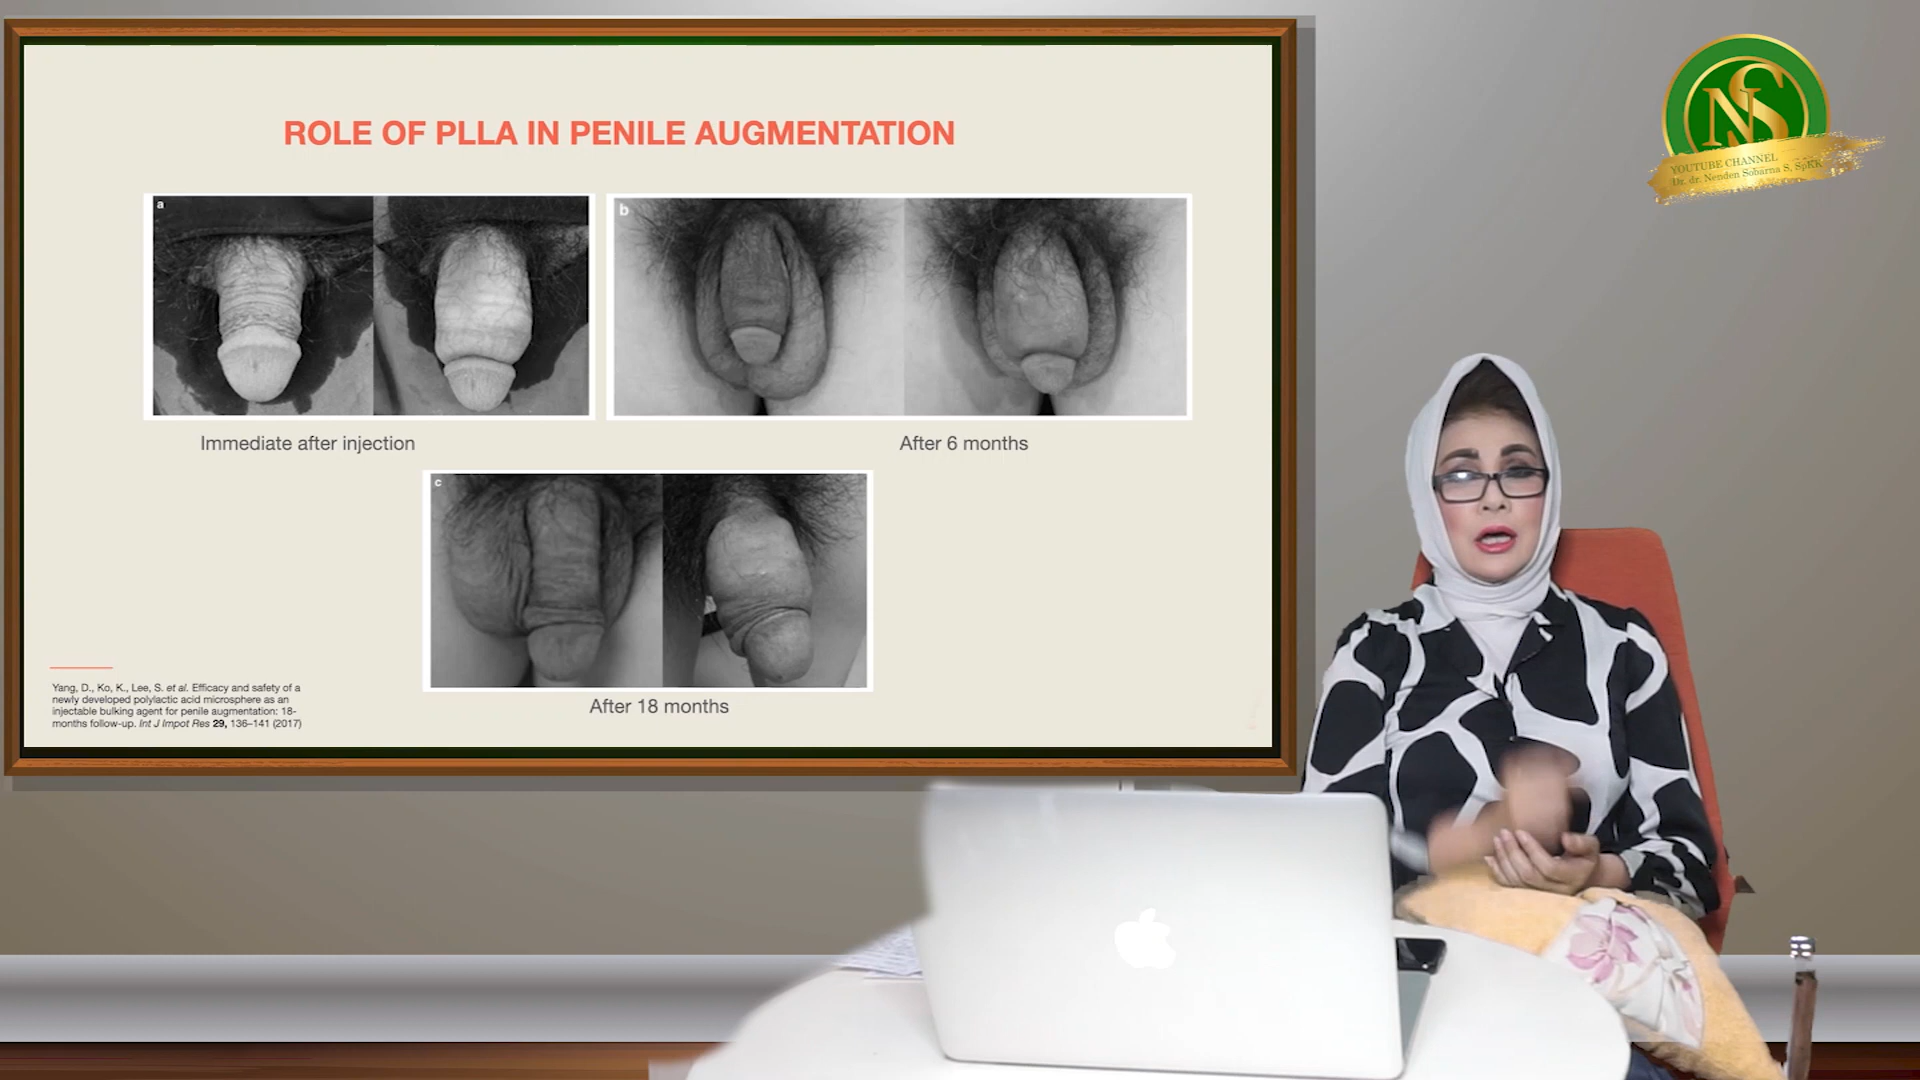 ROLE OF PLLA IN PENILE AUGMENTATION
a
b
Immediate after injection
After 6 months
c
After 18 months
Yang, D., Ko, K., Lee, S. et al. Efficacy and safety of a
newly developed polylactic acid microsphere as an
injectable bulking agent for penile augmentation: 18-
months follow-up. Int J Impot Res 29, 136–141 (2017)
NS
YOUTUBE CHANNEL
Dr. dr. Nenden Sobarna S, SpKK